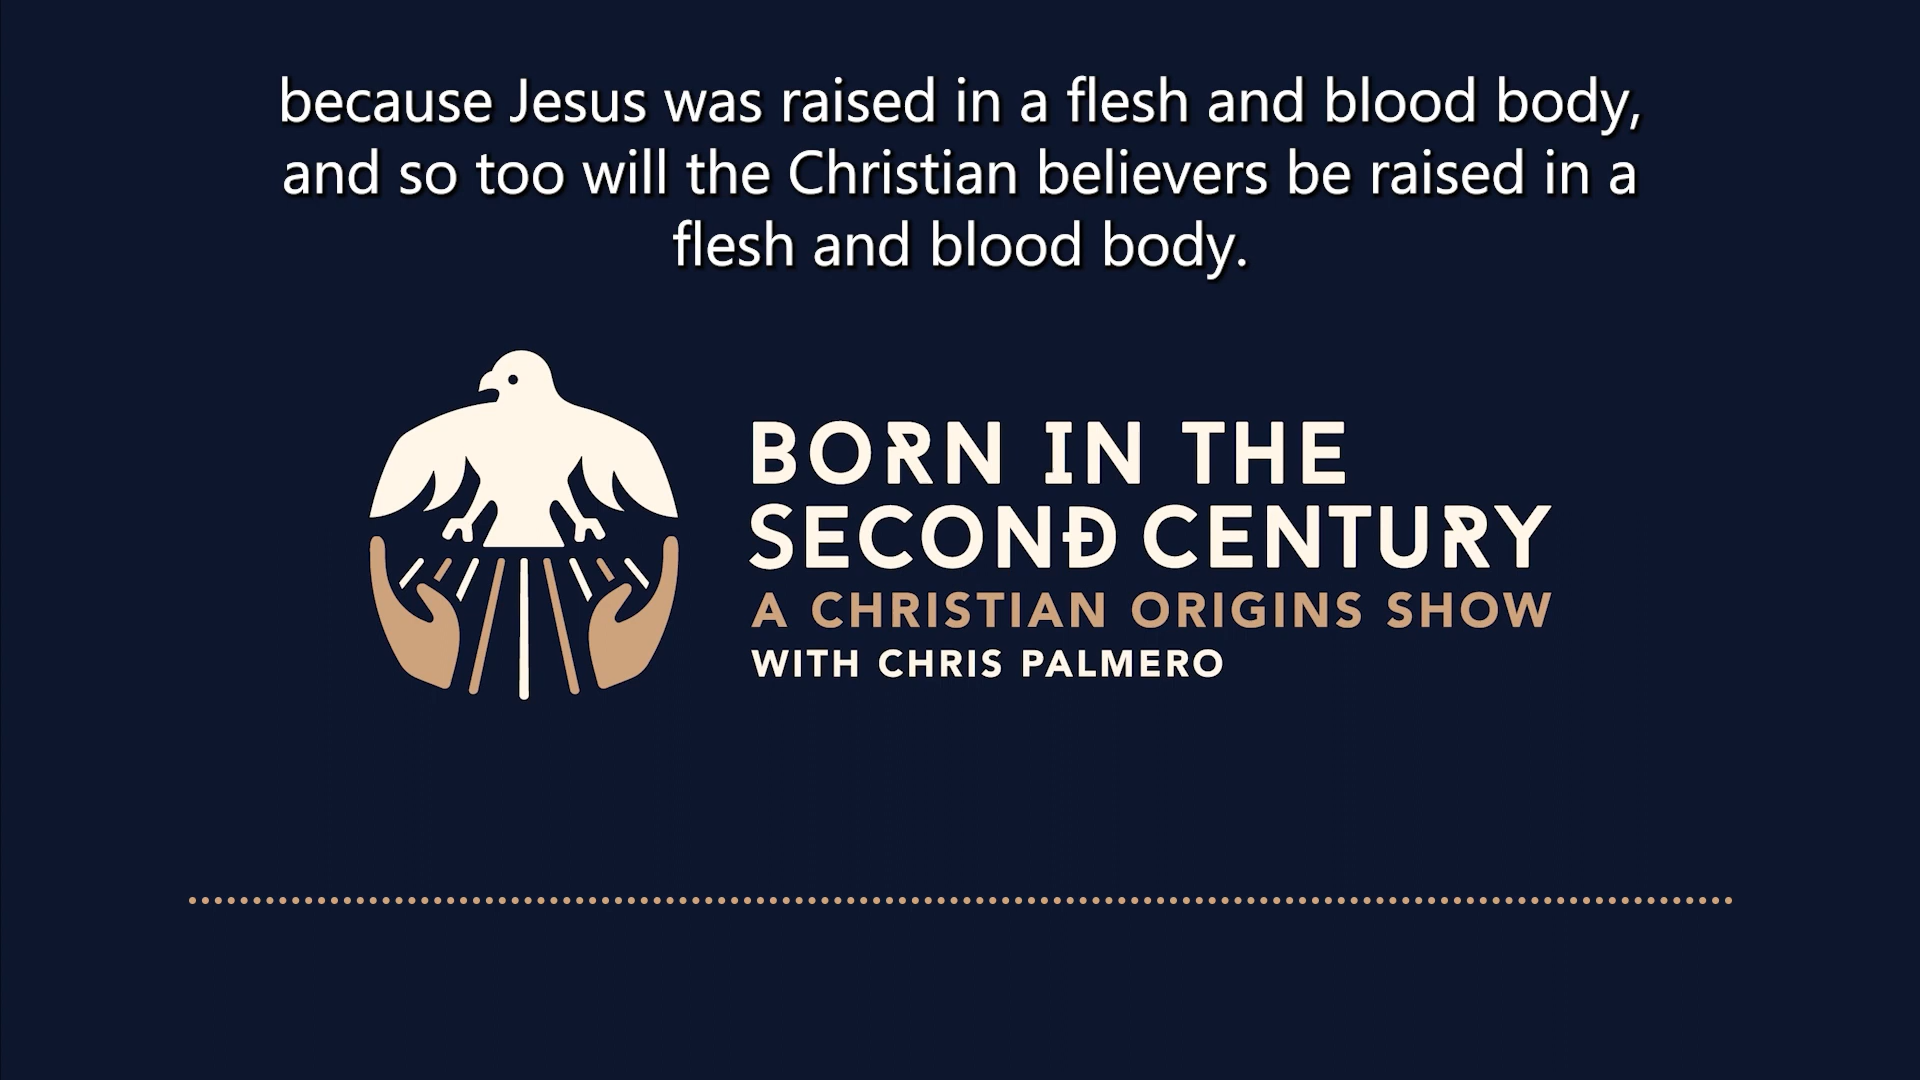 because Jesus was raised in a flesh and blood body,
and so too will the Christian believers be raised in a
flesh and blood body.
BORN IN THE
SECOND CENTURY
A CHRISTIAN ORIGINS SHOW
WITH CHRIS PALMERO